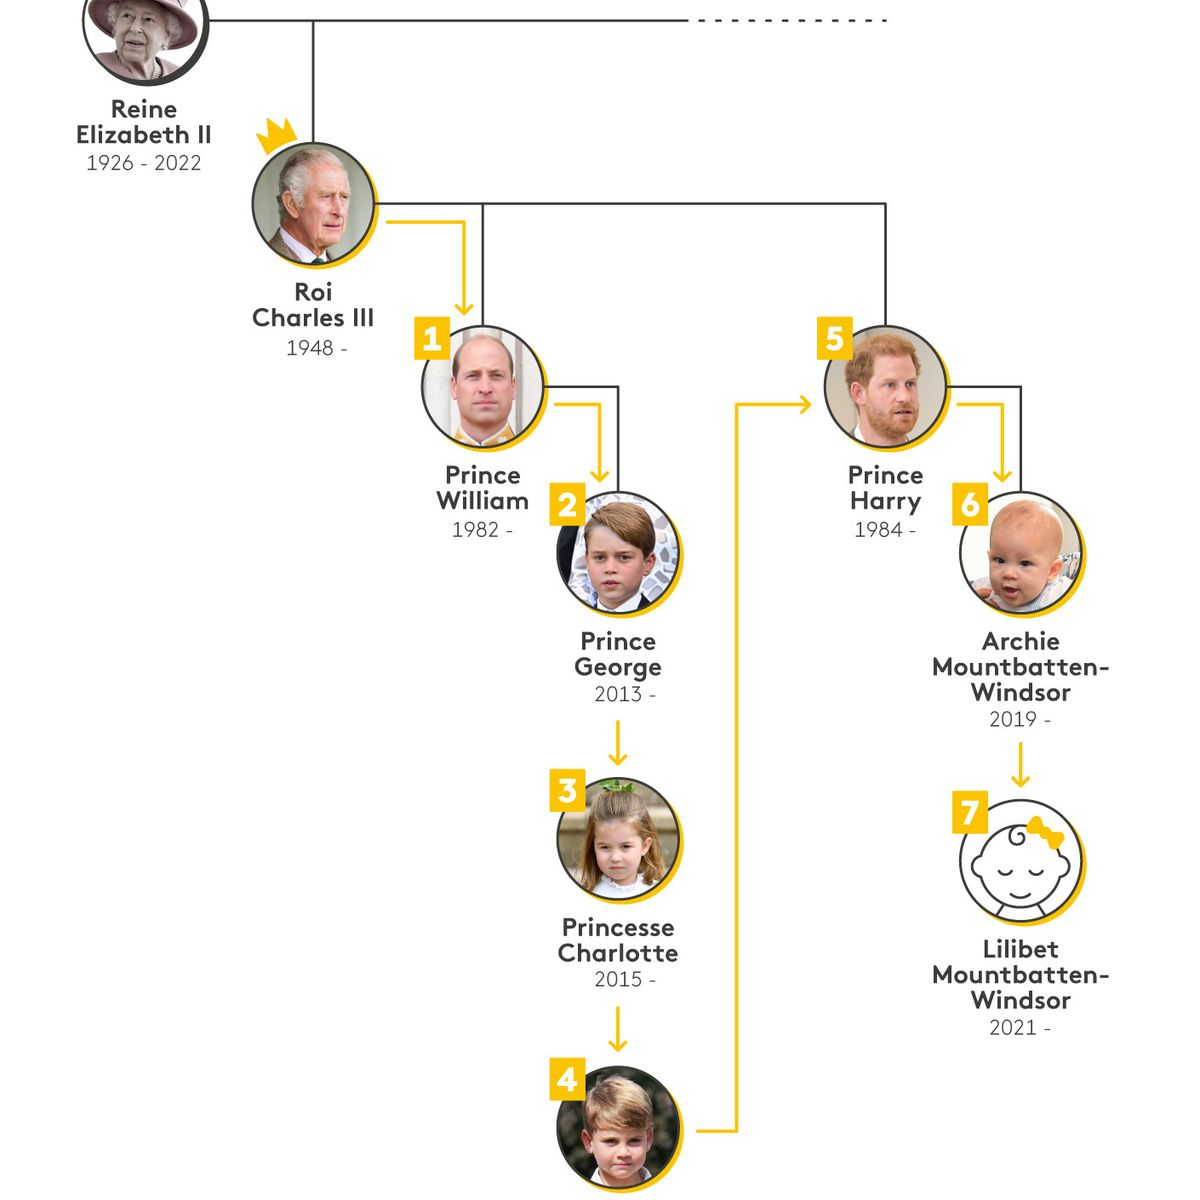 Reine
Elizabeth II
1926 - 2022
Roi
Charles III
1948 -
1
Prince
William
1982 -
5
Prince
Harry
1984 -
2
Prince
George
2013 -
6
Archie
Mountbatten-
Windsor
2019 -
3
Princesse
Charlotte
2015 -
7
Lilibet
Mountbatten-
Windsor
2021 -
4